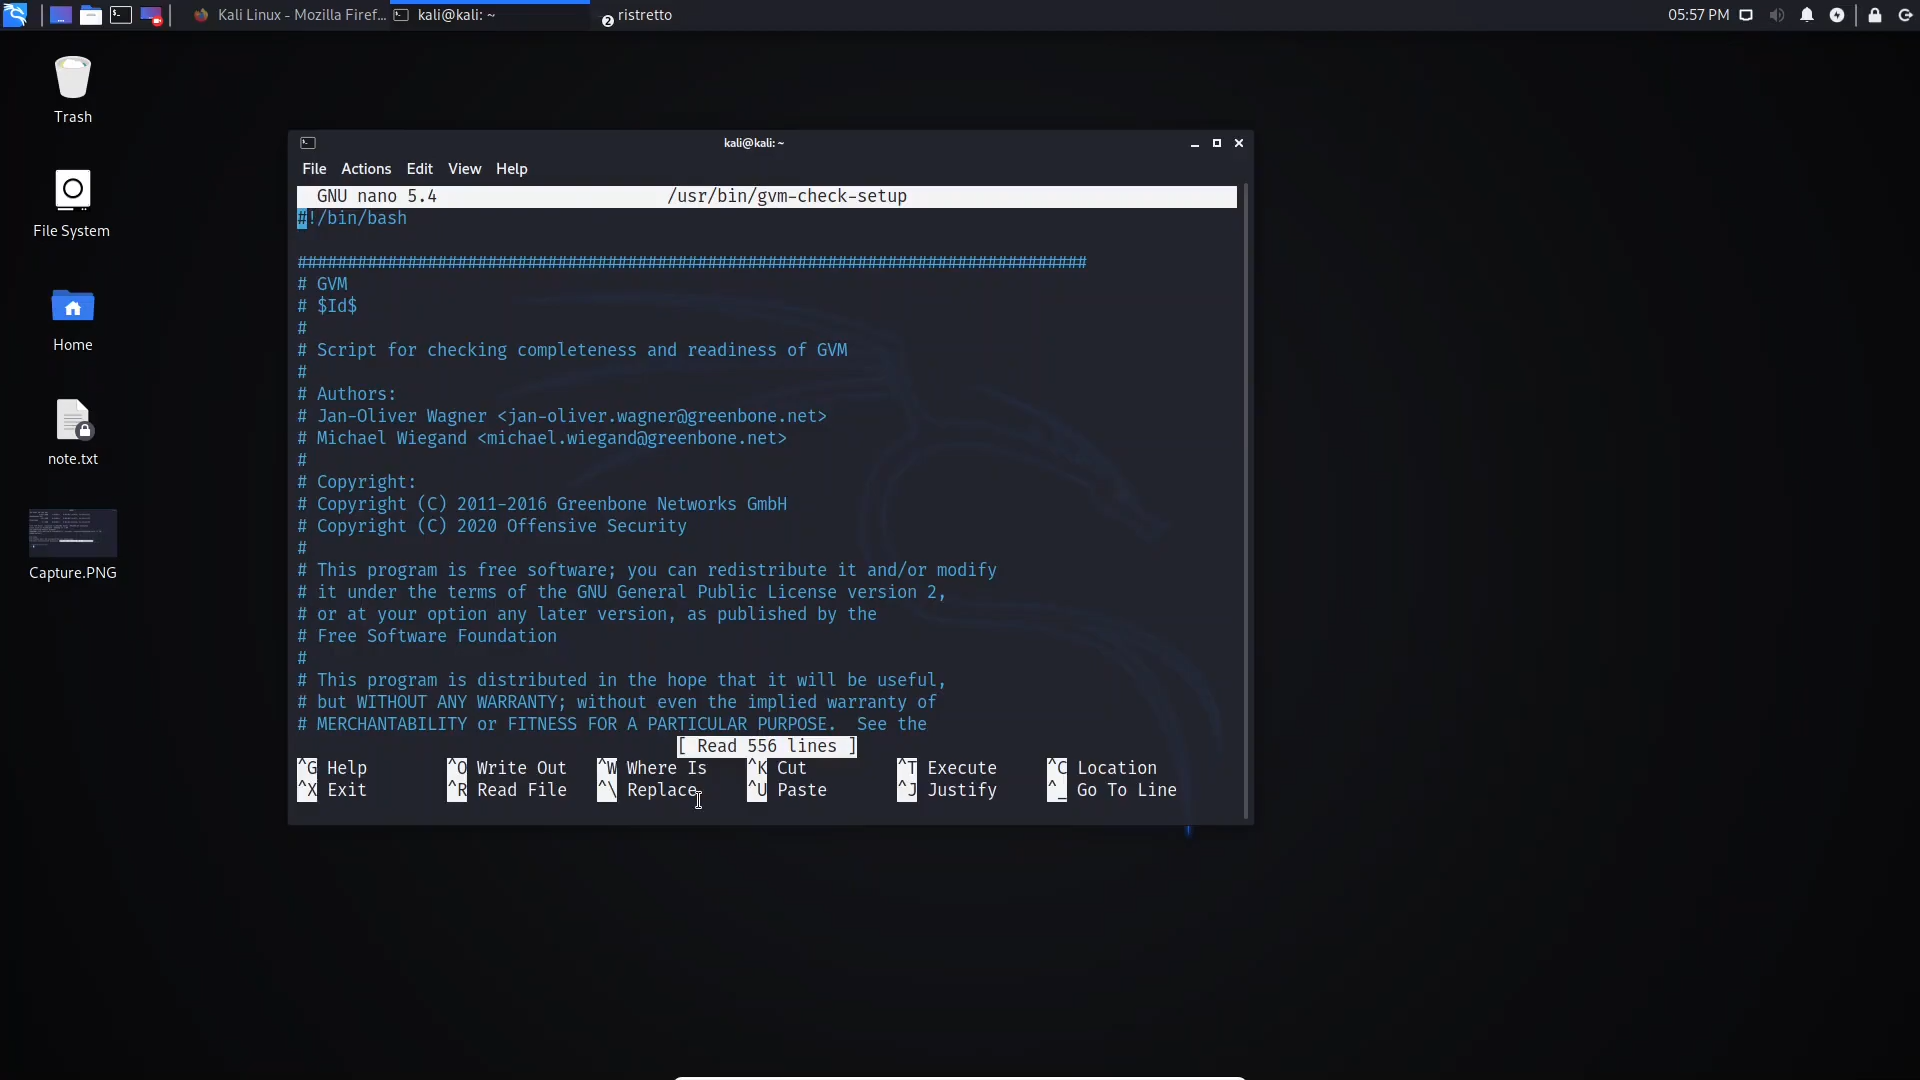 Kali Linux - Mozilla Firef...
kali@kali: ~
2
ristretto
05:57 PM
Trash
File System
Home
note.txt
Capture.PNG
kali@kali: ~
File Actions Edit View Help
GNU nano 5.4 /usr/bin/gvm-check-setup
#!/bin/bash
###############################################################################
# GVM
# $Id$
#
# Script for checking completeness and readiness of GVM
#
# Authors:
# Jan-Oliver Wagner <jan-oliver.wagner@greenbone.net>
# Michael Wiegand <michael.wiegand@greenbone.net>
#
# Copyright:
# Copyright (C) 2011-2016 Greenbone Networks GmbH
# Copyright (C) 2020 Offensive Security
#
# This program is free software; you can redistribute it and/or modify
# it under the terms of the GNU General Public License version 2,
# or at your option any later version, as published by the
# Free Software Foundation
#
# This program is distributed in the hope that it will be useful,
# but WITHOUT ANY WARRANTY; without even the implied warranty of
# MERCHANTABILITY or FITNESS FOR A PARTICULAR PURPOSE.  See the
[ Read 556 lines ]
^G Help ^O Write Out ^W Where Is ^K Cut ^T Execute ^C Location
^X Exit ^R Read File ^\ Replace ^U Paste ^J Justify ^_ Go To Line